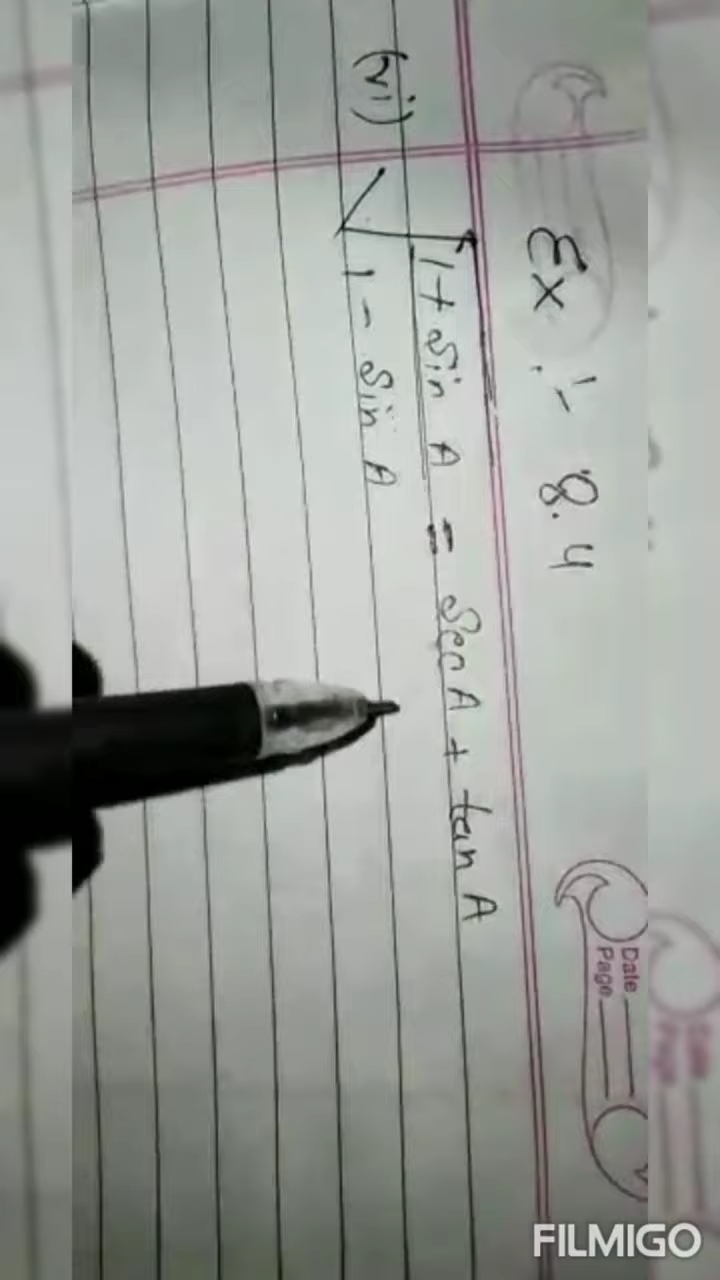 Ex :- 8.4
(vi) √1 + Sin A / 1 - Sin A = Sec A + tan A
Date
Page
FILMIGO